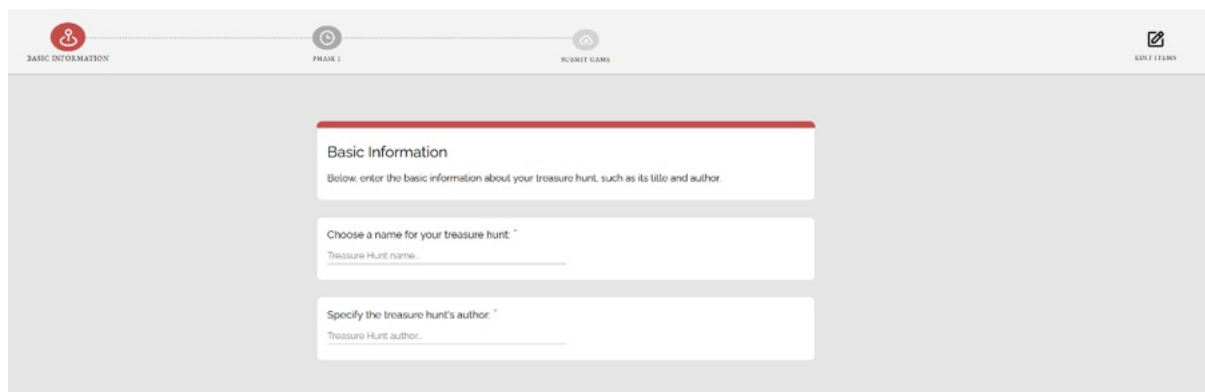 BASIC INFORMATION
PHASE 1
SUBMIT GAME
EDIT ITEMS
Basic Information
Below, enter the basic information about your treasure hunt, such as its title and author.
Choose a name for your treasure hunt: *
Treasure Hunt name..
Specify the treasure hunt's author: *
Treasure Hunt author..